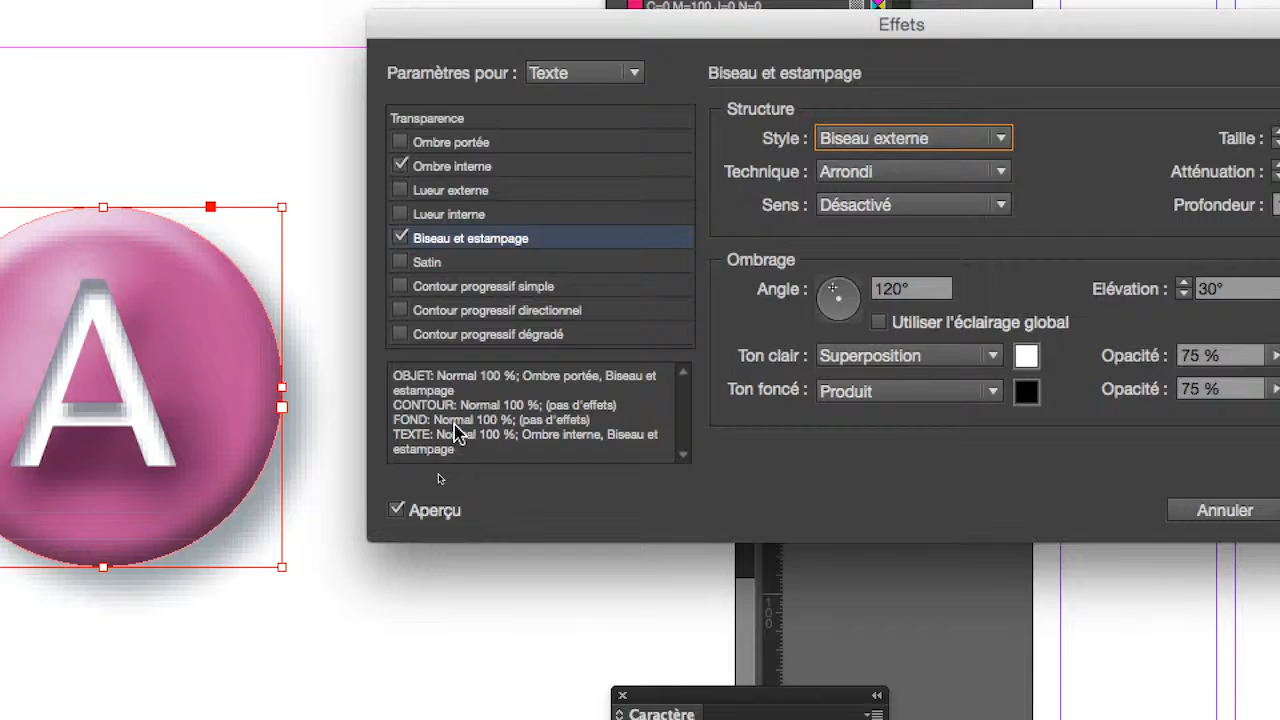 C=0 M=100 J=0 N=0
Effets
Paramètres pour : Texte
Biseau et estampage
Transparence
Ombre portée
Ombre interne
Lueur externe
Lueur interne
Biseau et estampage
Satin
Contour progressif simple
Contour progressif directionnel
Contour progressif dégradé
OBJET: Normal 100 %; Ombre portée, Biseau et
estampage
CONTOUR: Normal 100 %; (pas d'effets)
FOND: Normal 100 %; (pas d'effets)
TEXTE: Normal 100 %; Ombre interne, Biseau et
estampage
Aperçu
Structure
Style : Biseau externe
Taille :
Technique : Arrondi
Atténuation :
Sens : Désactivé
Profondeur :
Ombrage
Angle : 120°
Elévation : 30°
Utiliser l'éclairage global
Ton clair : Superposition
Opacité : 75 %
Ton foncé : Produit
Opacité : 75 %
Annuler
A
100
Caractère